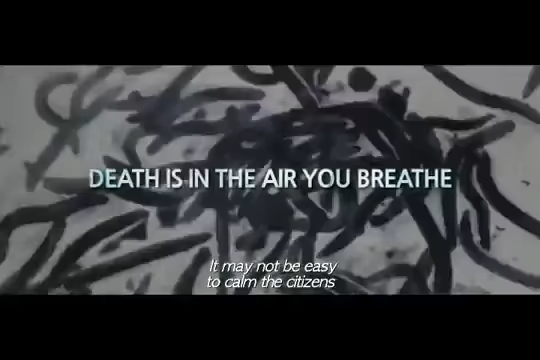 DEATH IS IN THE AIR YOU BREATHE
It may not be easy
to calm the citizens